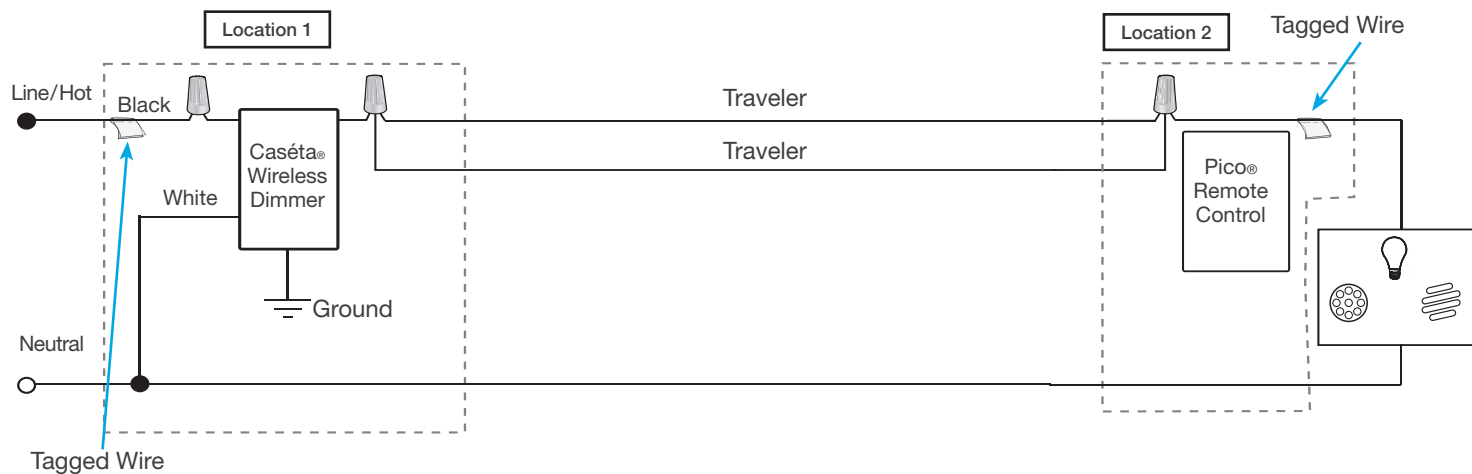 Location 1
Location 2
Tagged Wire
Line/Hot
Black
Traveler
Traveler
Caséta®
Wireless
Dimmer
White
Pico®
Remote
Control
Ground
Neutral
Tagged Wire